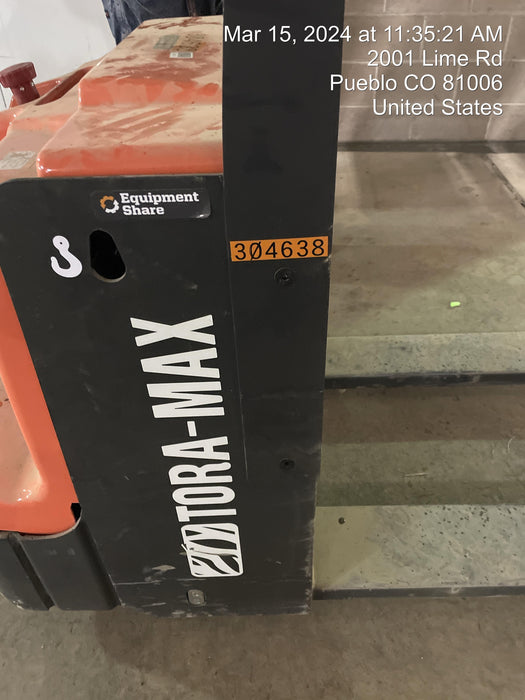 Mar 15, 2024 at 11:35:21 AM
2001 Lime Rd
Pueblo CO 81006
United States
Equipment
Share
304638
TORA-MAX